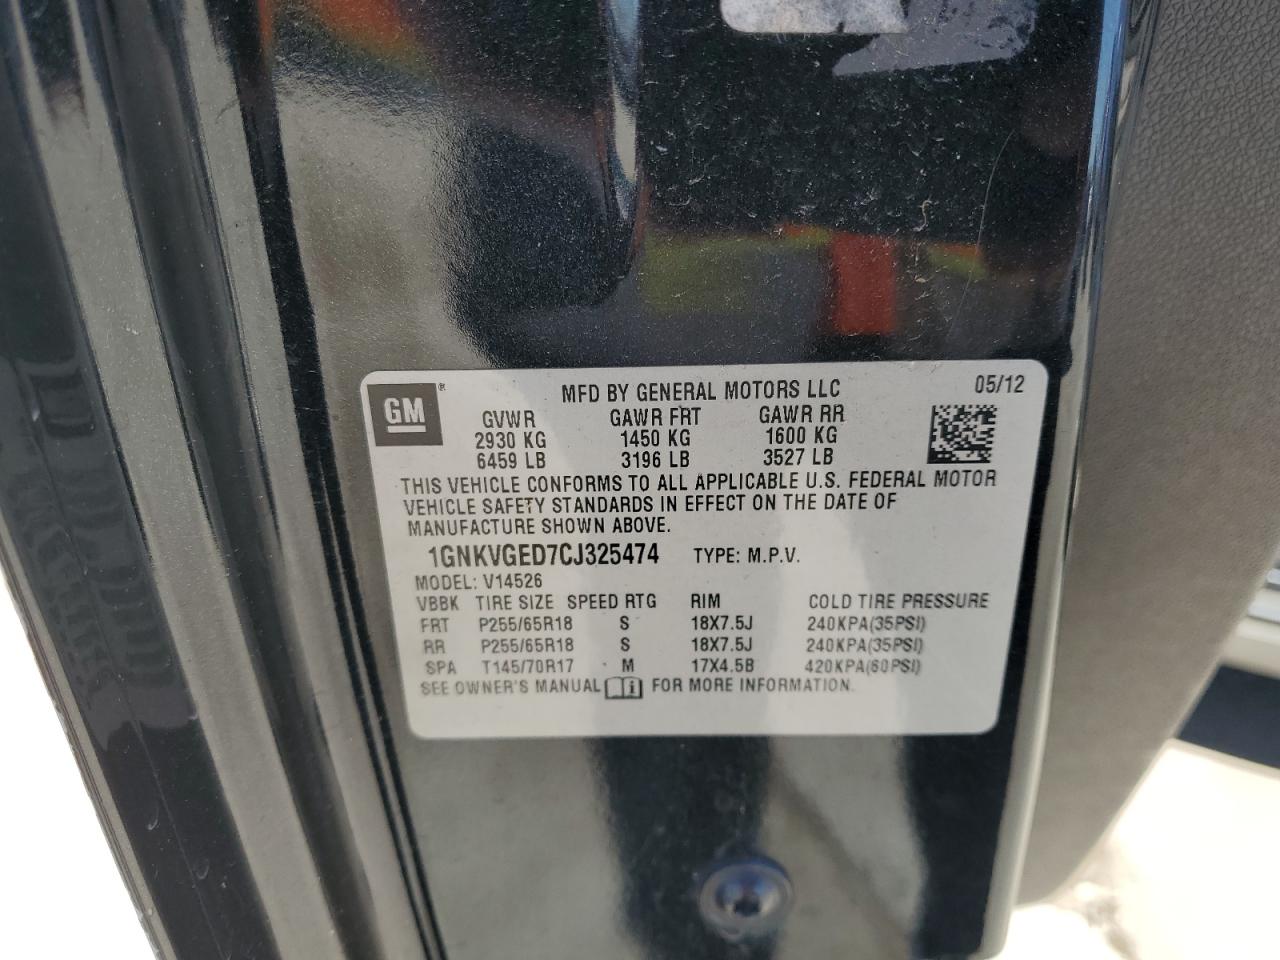 GM ® MFD BY GENERAL MOTORS LLC 05/12
GVWR GAWR FRT GAWR RR
2930 KG 1450 KG 1600 KG
6459 LB 3196 LB 3527 LB
THIS VEHICLE CONFORMS TO ALL APPLICABLE U.S. FEDERAL MOTOR
VEHICLE SAFETY STANDARDS IN EFFECT ON THE DATE OF
MANUFACTURE SHOWN ABOVE.
1GNKVGED7CJ325474 TYPE: M.P.V.
MODEL: V14526
VBBK TIRE SIZE SPEED RTG RIM COLD TIRE PRESSURE
FRT P255/65R18 S 18X7.5J 240KPA(35PSI)
RR P255/65R18 S 18X7.5J 240KPA(35PSI)
SPA T145/70R17 M 17X4.5B 420KPA(60PSI)
SEE OWNER'S MANUAL FOR MORE INFORMATION.